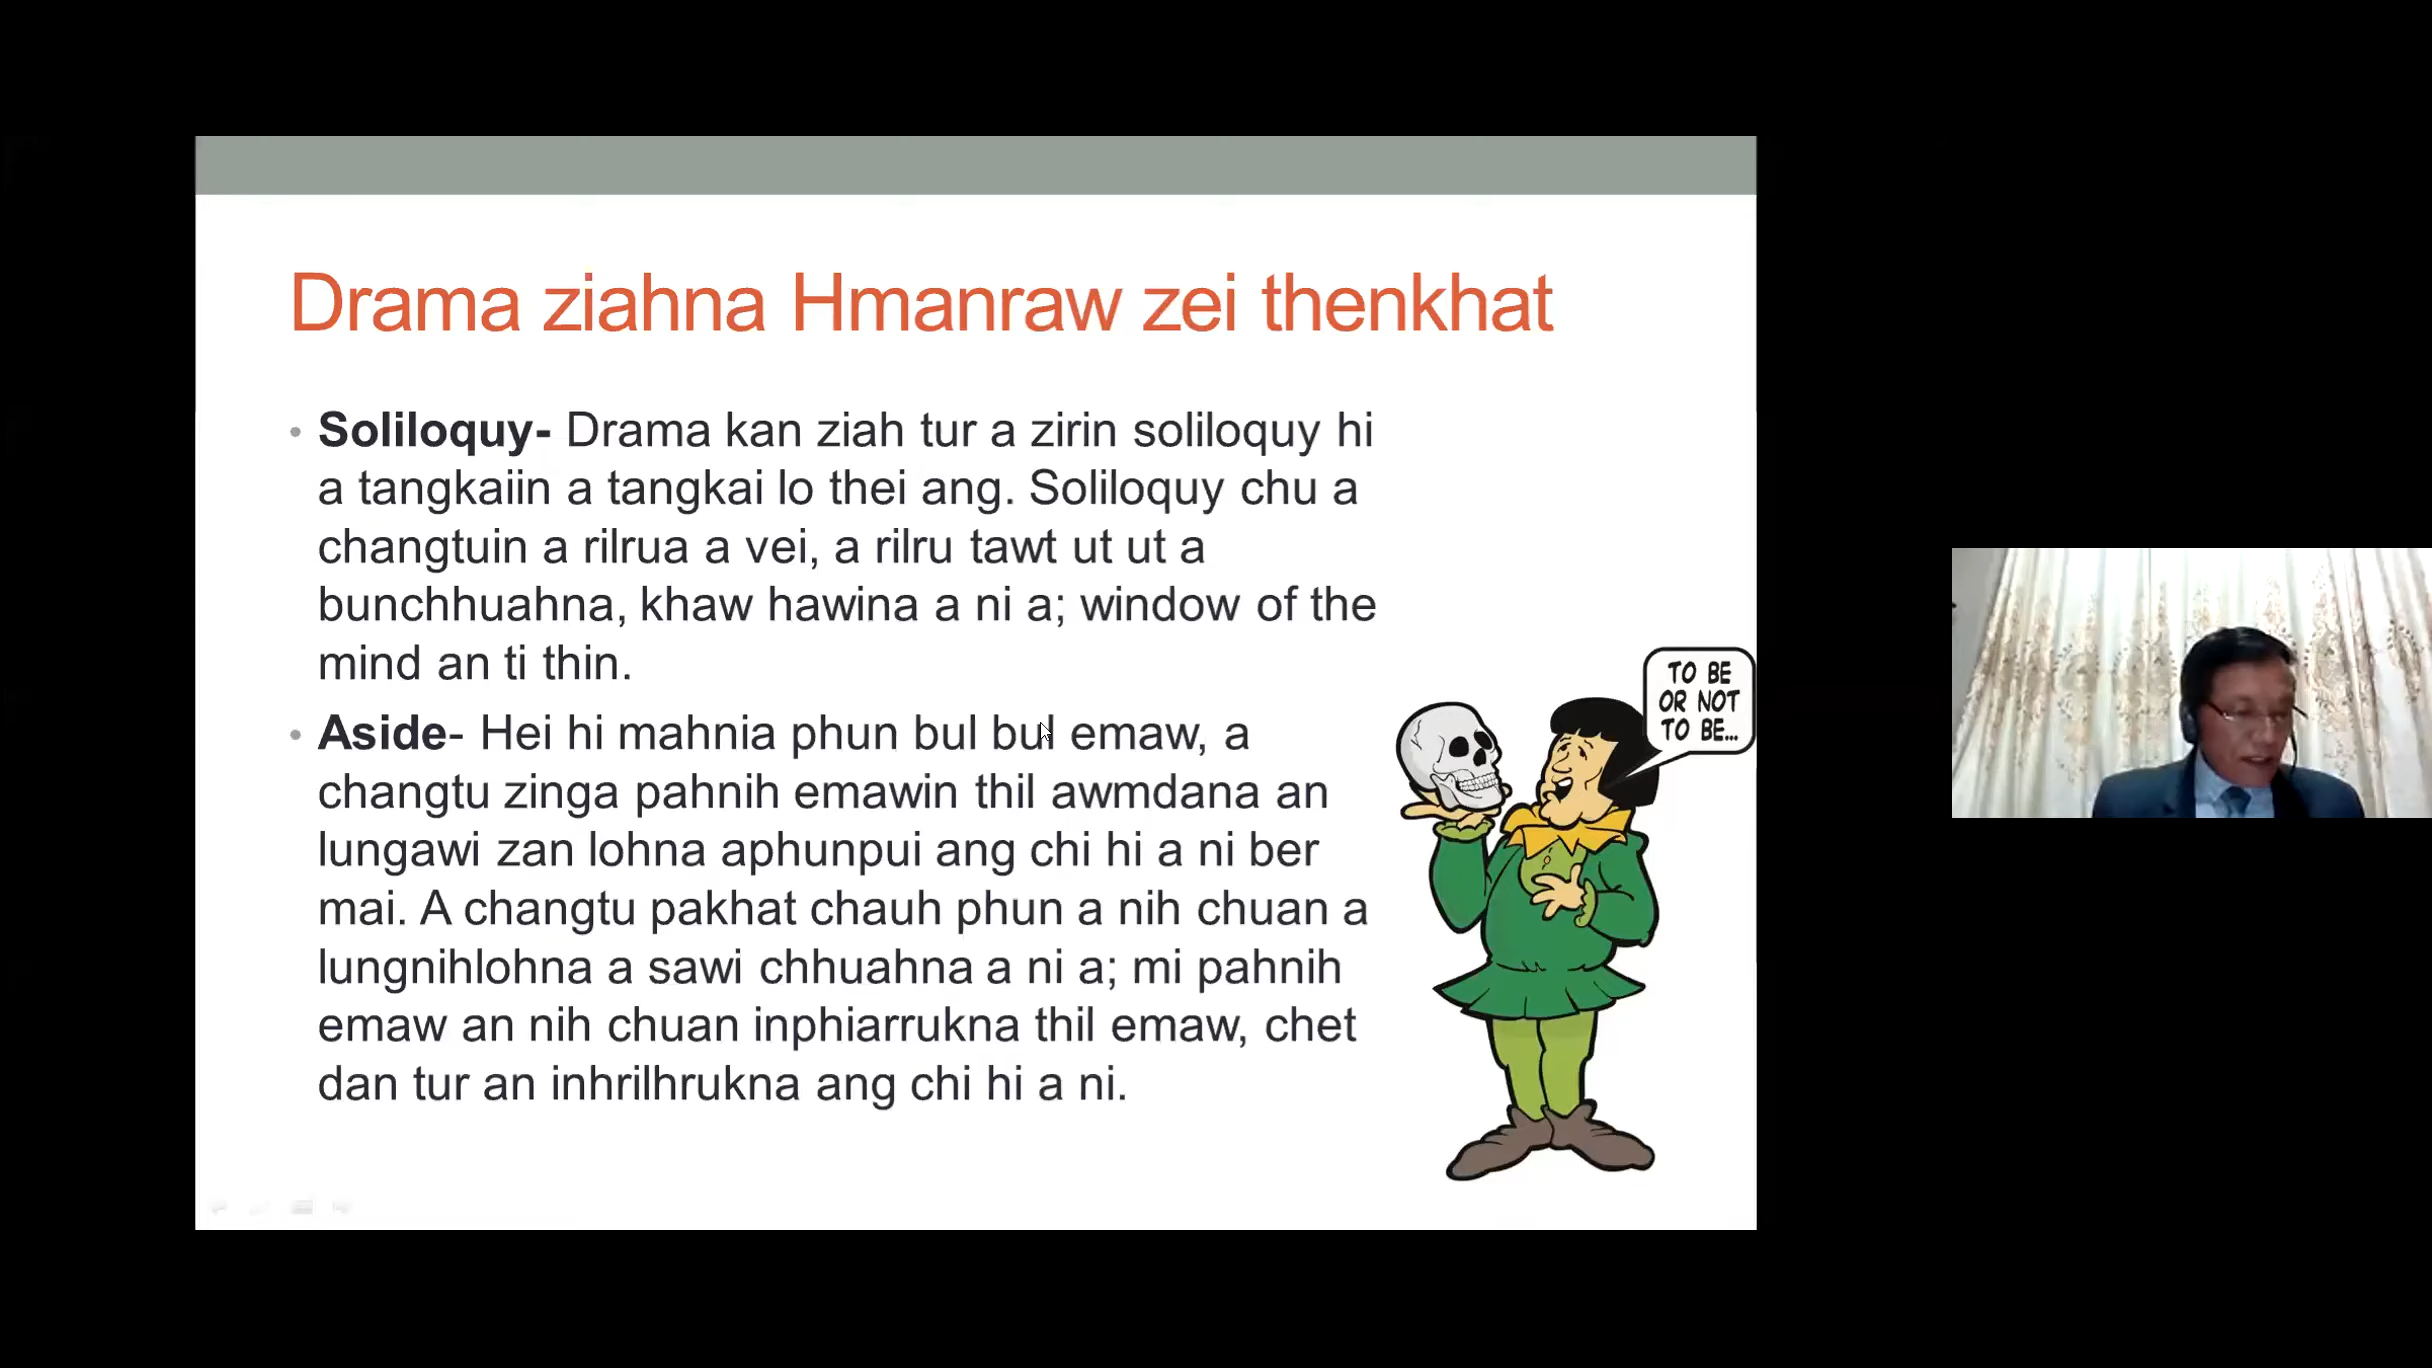 Drama ziahna Hmanraw zei thenkhat
• Soliloquy- Drama kan ziah tur a zirin soliloquy hi
a tangkaiin a tangkai lo thei ang. Soliloquy chu a
changtuin a rilrua a vei, a rilru tawt ut ut a
bunchhuahna, khaw hawina a ni a; window of the
mind an ti thin.
• Aside- Hei hi mahnia phun bul bul emaw, a
changtu zinga pahnih emawin thil awmdana an
lungawi zan lohna aphunpui ang chi hi a ni ber
mai. A changtu pakhat chauh phun a nih chuan a
lungnihlohna a sawi chhuahna a ni a; mi pahnih
emaw an nih chuan inphiarrukna thil emaw, chet
dan tur an inhrilhrukna ang chi hi a ni.
TO BE
OR NOT
TO BE...